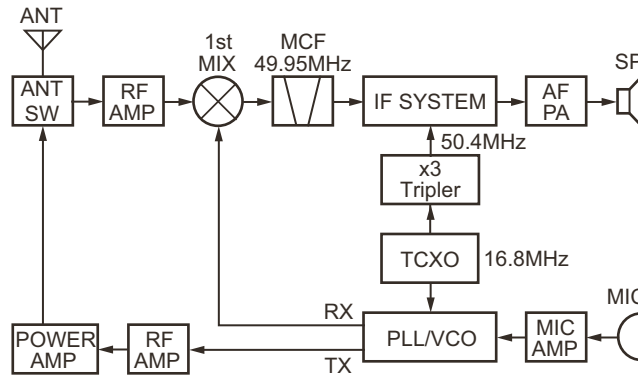 ANT
ANT
SW
RF
AMP
1st
MIX
MCF
49.95MHz
IF SYSTEM
AF
PA
SP
50.4MHz
x3
Tripler
TCXO
16.8MHz
PLL/VCO
RX
TX
MIC
MIC
AMP
RF
AMP
POWER
AMP